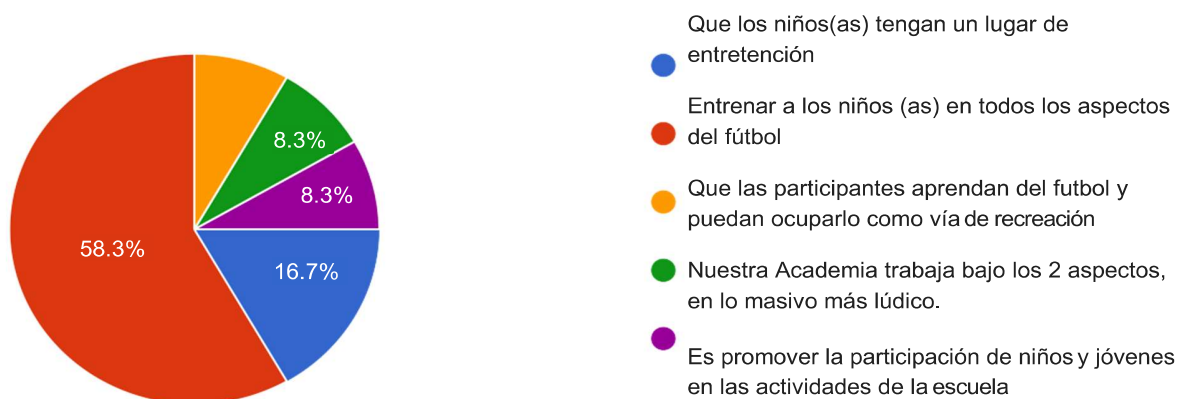 8.3%
8.3%
58.3%
16.7%
Que los niños(as) tengan un lugar de
entretención
Entrenar a los niños (as) en todos los aspectos
del fútbol
Que las participantes aprendan del futbol y
puedan ocuparlo como vía de recreación
Nuestra Academia trabaja bajo los 2 aspectos,
en lo masivo más lúdico.
Es promover la participación de niños y jóvenes
en las actividades de la escuela